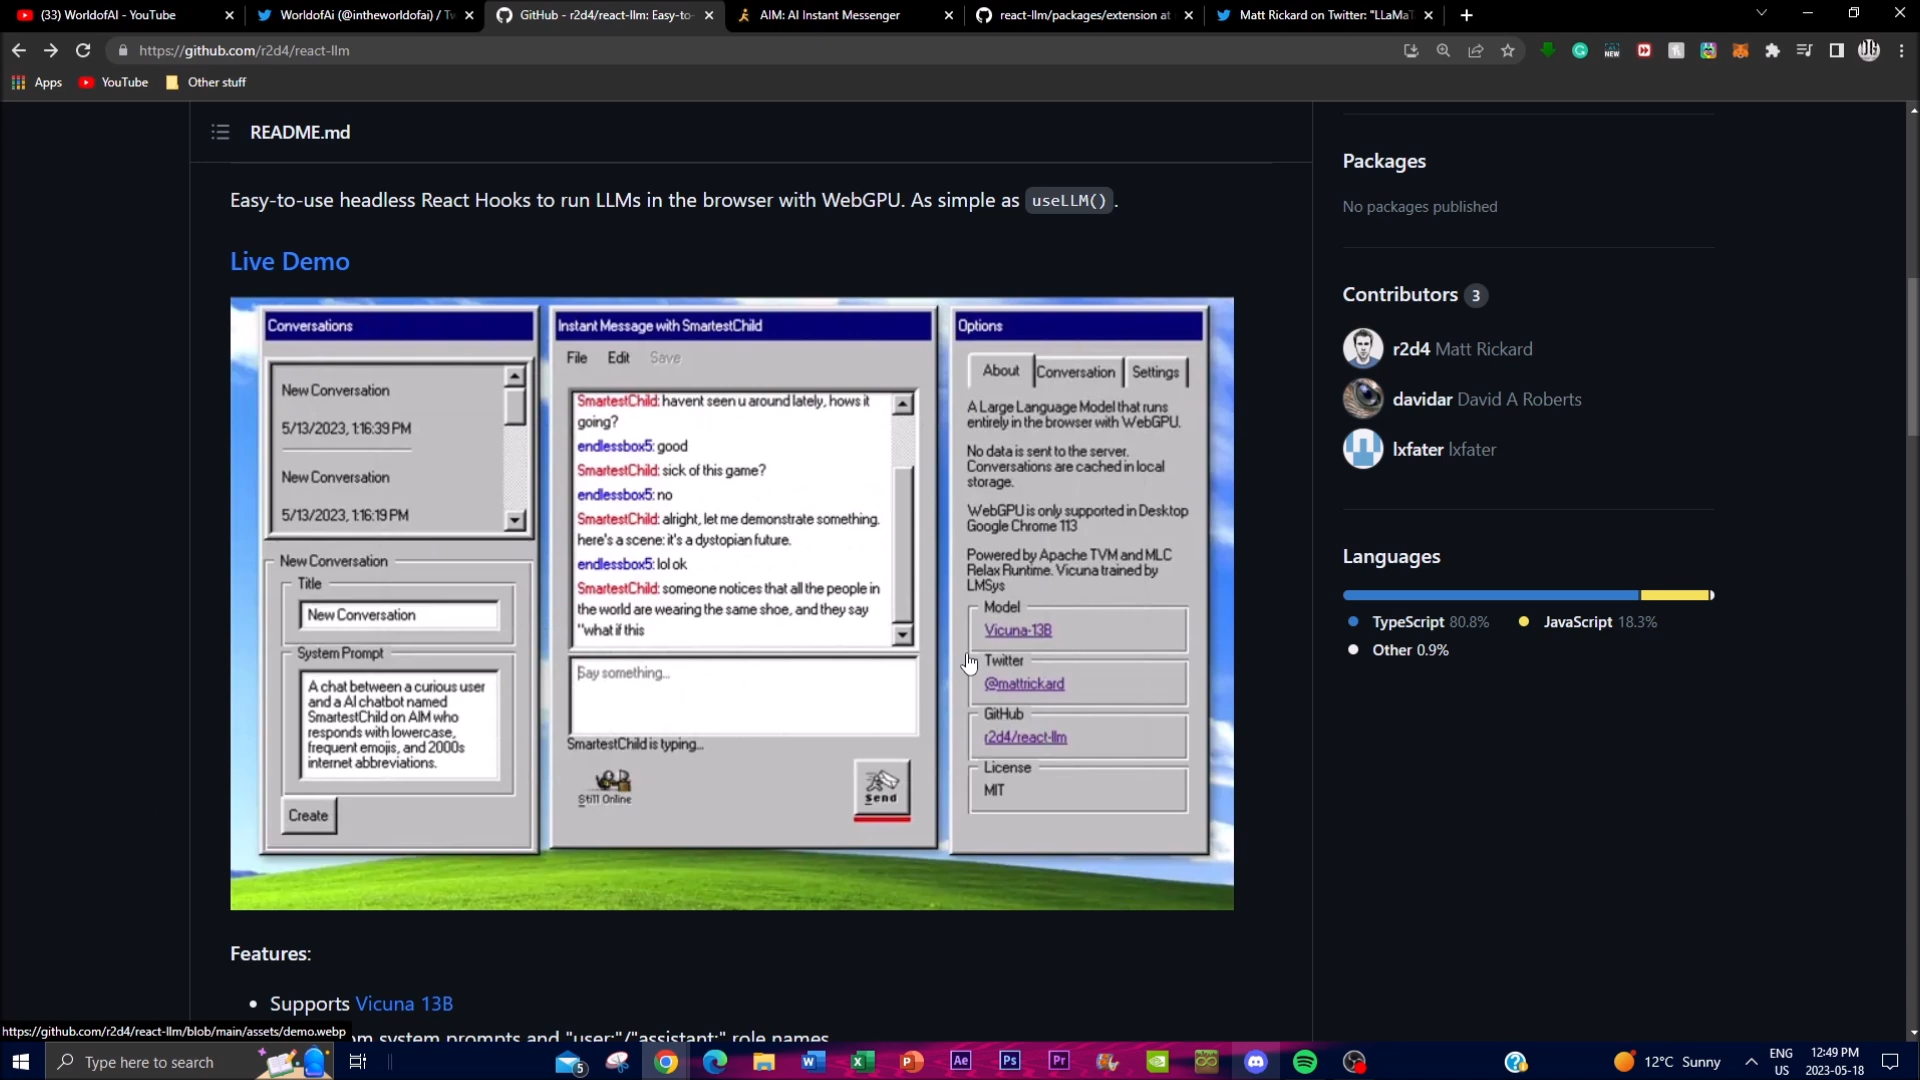 (33) WorldofAI - YouTube
WorldofAi (@intheworldofai) / Tw
GitHub - r2d4/react-llm: Easy-to-
AIM: AI Instant Messenger
react-llm/packages/extension at
Matt Rickard on Twitter: "LLaMaT
https://github.com/r2d4/react-llm
Apps
YouTube
Other stuff
README.md
Easy-to-use headless React Hooks to run LLMs in the browser with WebGPU. As simple as useLLM().
Live Demo
Conversations
New Conversation
5/13/2023, 1:16:39 PM
New Conversation
5/13/2023, 1:16:19 PM
New Conversation
Title
New Conversation
System Prompt
A chat between a curious user
and a AI chatbot named
SmartestChild on AIM who
responds with lowercase,
frequent emojis, and 2000s
internet abbreviations.
Create
Instant Message with SmartestChild
File Edit Save
SmartestChild: havent seen u around lately, hows it
going?
endlessbox5: good
SmartestChild: sick of this game?
endlessbox5: no
SmartestChild: alright, let me demonstrate something.
here's a scene: it's a dystopian future.
endlessbox5: lol ok
SmartestChild: someone notices that all the people in
the world are wearing the same shoe, and they say
"what if this
Say something...
SmartestChild is typing...
Still Online
Send
Options
About Conversation Settings
A Large Language Model that runs
entirely in the browser with WebGPU.
No data is sent to the server.
Conversations are cached in local
storage.
WebGPU is only supported in Desktop
Google Chrome 113
Powered by Apache TVM and MLC
Relax Runtime. Vicuna trained by
LMSys
Model
Vicuna-13B
Twitter
@mattrickard
GitHub
r2d4/react-llm
License
MIT
Features:
• Supports Vicuna 13B
om system prompts and "user:"/"assistant:" role names
https://github.com/r2d4/react-llm/blob/main/assets/demo.webp
Packages
No packages published
Contributors 3
r2d4 Matt Rickard
davidar David A Roberts
lxfater lxfater
Languages
TypeScript 80.8%
JavaScript 18.3%
Other 0.9%
Type here to search
5
Ae
Ps
Pr
12°C Sunny
ENG
US
12:49 PM
2023-05-18